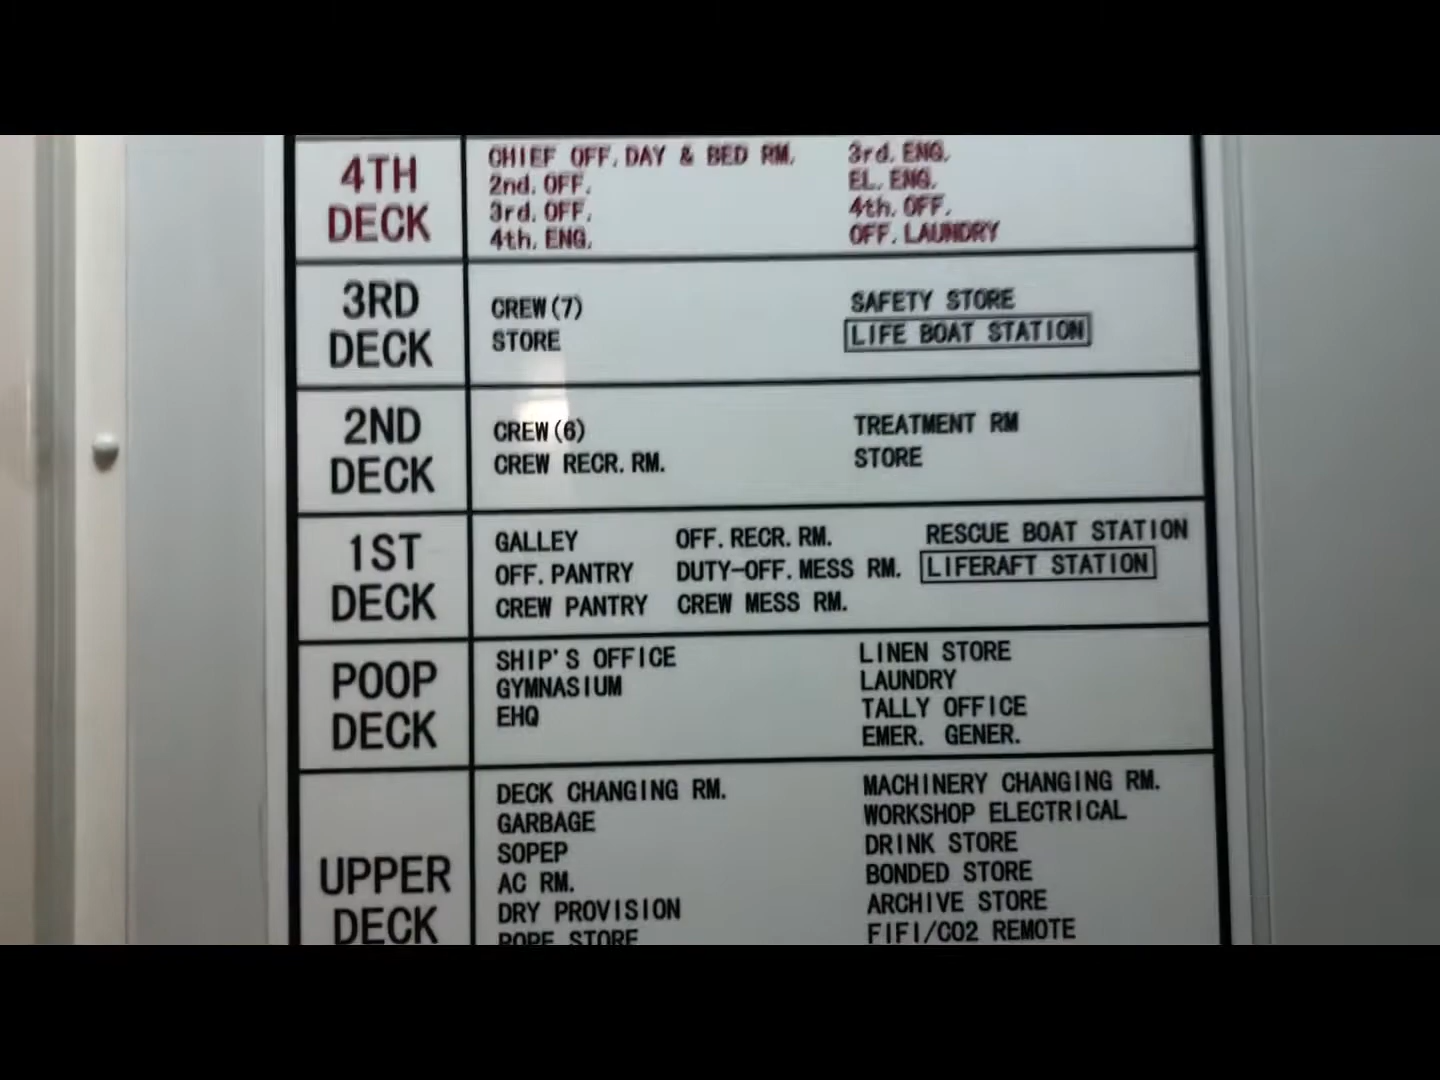 4TH
DECK
CHIEF OFF. DAY & BED RM.
2nd. OFF.
3rd. OFF.
4th. ENG.
3rd. ENG.
EL. ENG.
4th. OFF.
OFF. LAUNDRY
3RD
DECK
CREW(7)
STORE
SAFETY STORE
LIFE BOAT STATION
2ND
DECK
CREW(6)
CREW RECR. RM.
TREATMENT RM
STORE
1ST
DECK
GALLEY
OFF. PANTRY
CREW PANTRY
OFF. RECR. RM.
DUTY-OFF. MESS RM.
CREW MESS RM.
RESCUE BOAT STATION
LIFERAFT STATION
POOP
DECK
SHIP'S OFFICE
GYMNASIUM
EHQ
LINEN STORE
LAUNDRY
TALLY OFFICE
EMER. GENER.
UPPER
DECK
DECK CHANGING RM.
GARBAGE
SOPEP
AC RM.
DRY PROVISION
ROPE STORE
MACHINERY CHANGING RM.
WORKSHOP ELECTRICAL
DRINK STORE
BONDED STORE
ARCHIVE STORE
FIFI/CO2 REMOTE